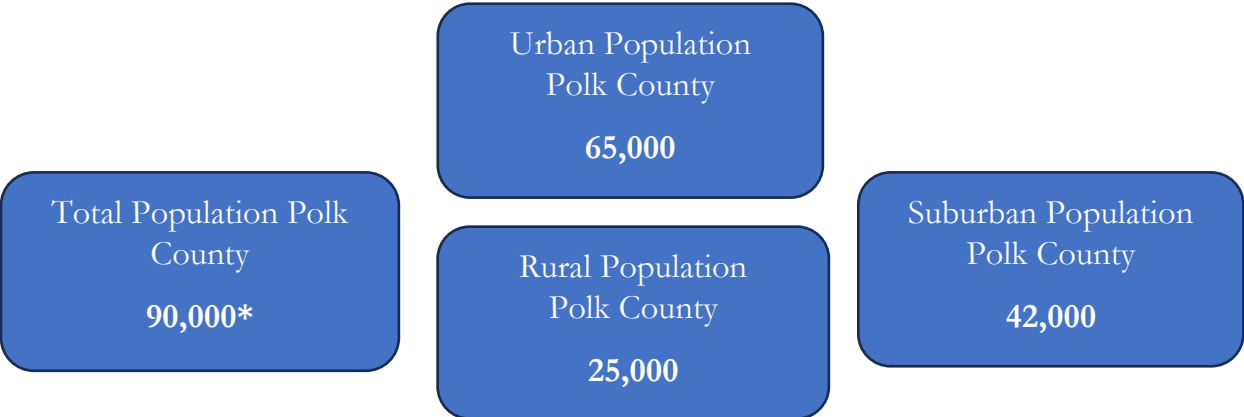 Urban Population
Polk County
65,000
Total Population Polk
County
90,000*
Rural Population
Polk County
25,000
Suburban Population
Polk County
42,000